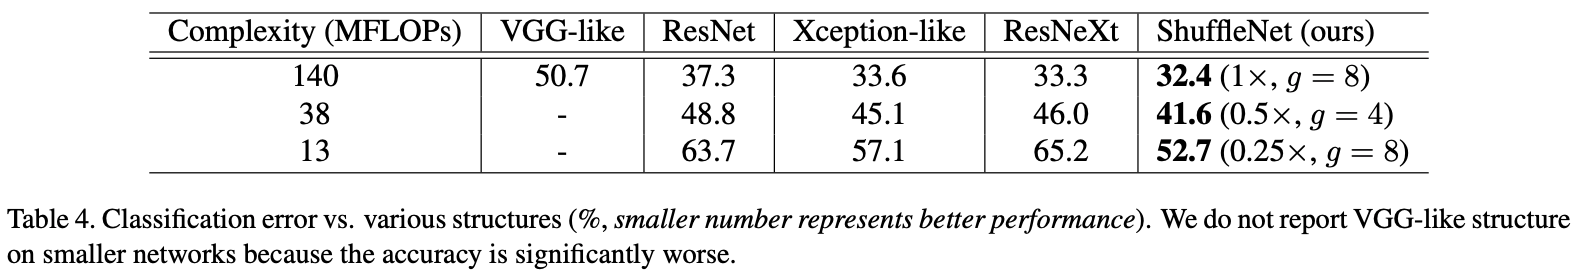 Complexity (MFLOPs) VGG-like ResNet Xception-like ResNeXt ShuffleNet (ours)
140 50.7 37.3 33.6 33.3 32.4 (1×, g = 8)
38 - 48.8 45.1 46.0 41.6 (0.5×, g = 4)
13 - 63.7 57.1 65.2 52.7 (0.25×, g = 8)
Table 4. Classification error vs. various structures (%, smaller number represents better performance). We do not report VGG-like structure
on smaller networks because the accuracy is significantly worse.